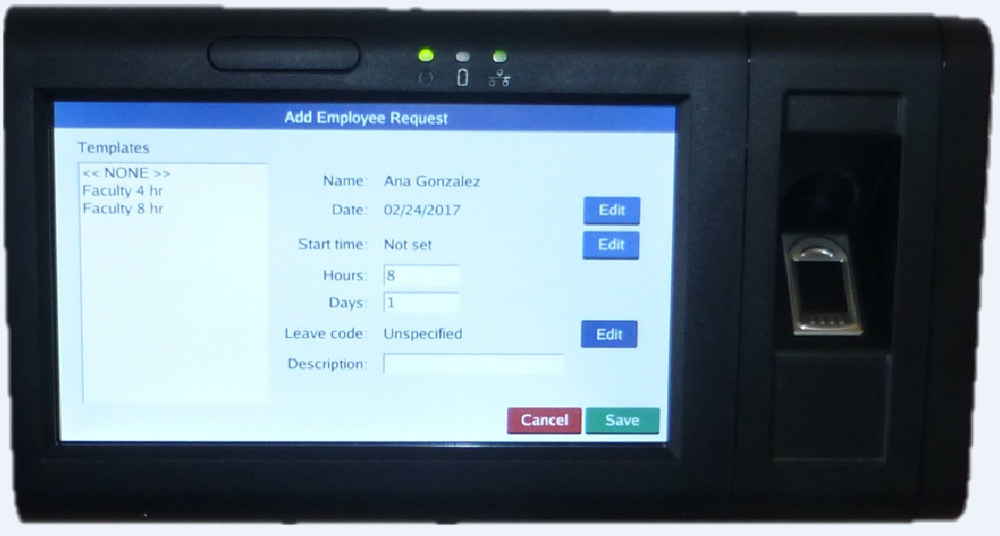 Add Employee Request
Templates
<< NONE >>
Faculty 4 hr
Faculty 8 hr
Name: Ana Gonzalez
Date: 02/24/2017 Edit
Start time: Not set Edit
Hours: 8
Days: 1
Leave code: Unspecified Edit
Description:
Cancel Save